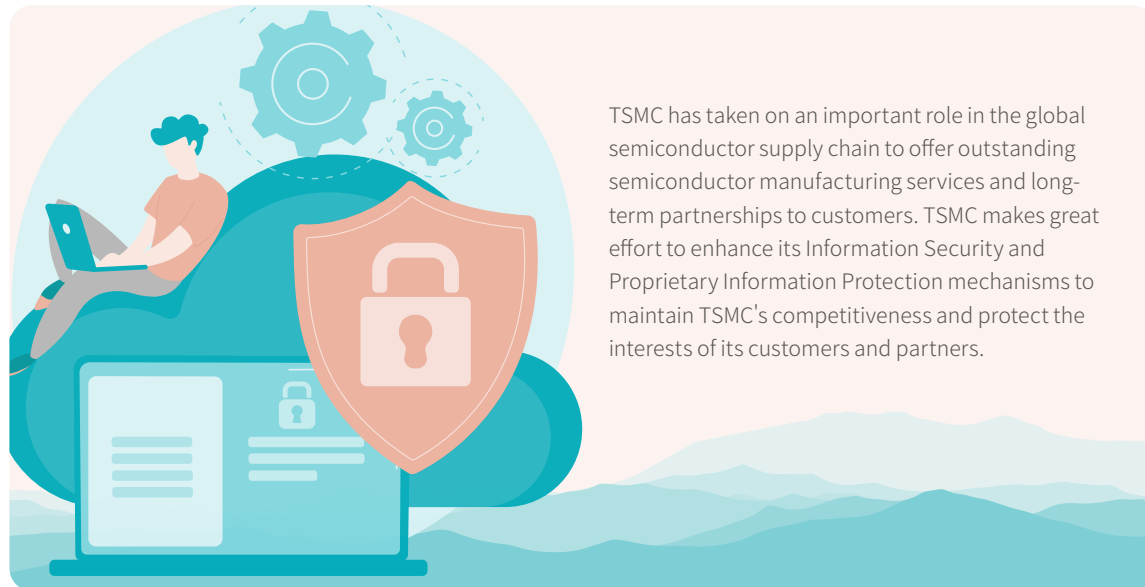 TSMC has taken on an important role in the global
semiconductor supply chain to offer outstanding
semiconductor manufacturing services and long-
term partnerships to customers. TSMC makes great
effort to enhance its Information Security and
Proprietary Information Protection mechanisms to
maintain TSMC's competitiveness and protect the
interests of its customers and partners.